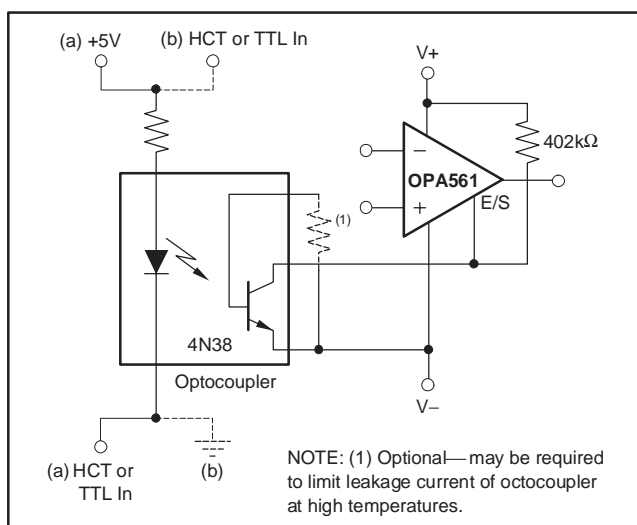 (a) +5V
(b) HCT or TTL In
V+
402kΩ
−
OPA561
+
E/S
(1)
4N38
Optocoupler
V−
(a) HCT or
TTL In
(b)
NOTE: (1) Optional—may be required
to limit leakage current of octocoupler
at high temperatures.